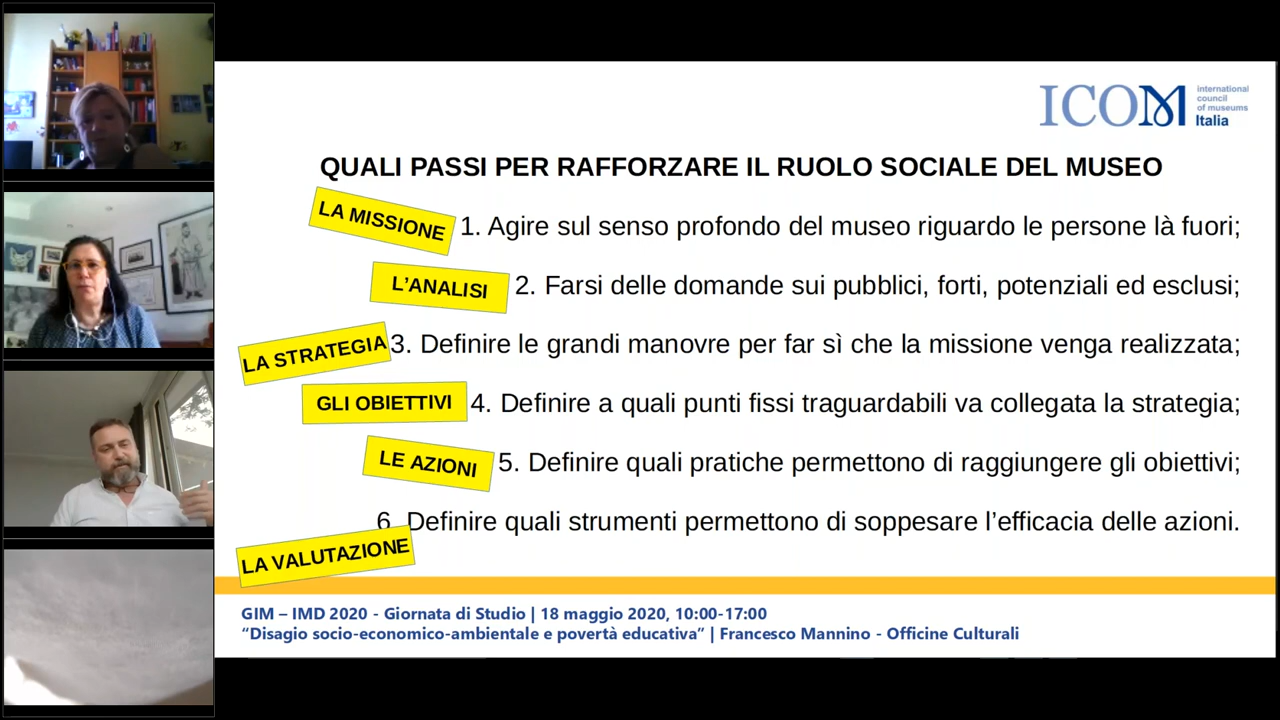 ICOM international
council
of museums
Italia
QUALI PASSI PER RAFFORZARE IL RUOLO SOCIALE DEL MUSEO
LA MISSIONE 1. Agire sul senso profondo del museo riguardo le persone là fuori;
L’ANALISI 2. Farsi delle domande sui pubblici, forti, potenziali ed esclusi;
LA STRATEGIA 3. Definire le grandi manovre per far sì che la missione venga realizzata;
GLI OBIETTIVI 4. Definire a quali punti fissi traguardabili va collegata la strategia;
LE AZIONI 5. Definire quali pratiche permettono di raggiungere gli obiettivi;
6. Definire quali strumenti permettono di soppesare l’efficacia delle azioni.
LA VALUTAZIONE
GIM – IMD 2020 - Giornata di Studio | 18 maggio 2020, 10:00-17:00
“Disagio socio-economico-ambientale e povertà educativa” | Francesco Mannino - Officine Culturali